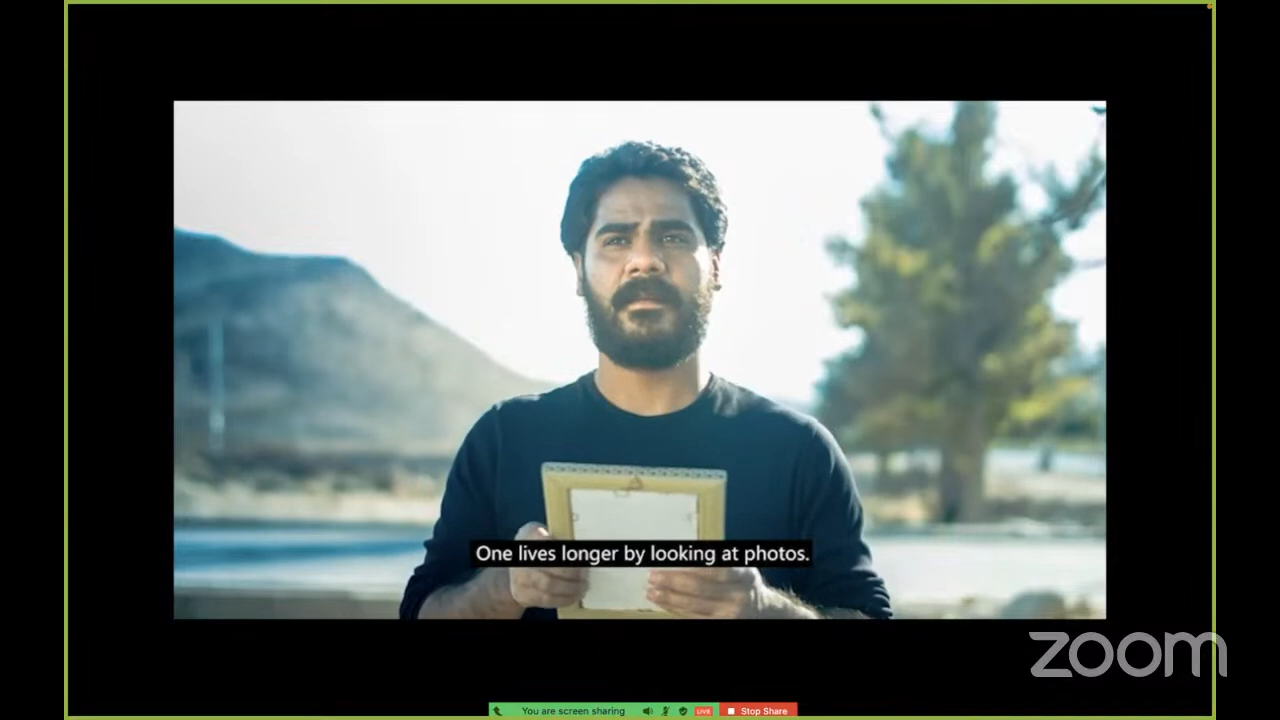 One lives longer by looking at photos.
zoom
You are screen sharing
LIVE
Stop Share